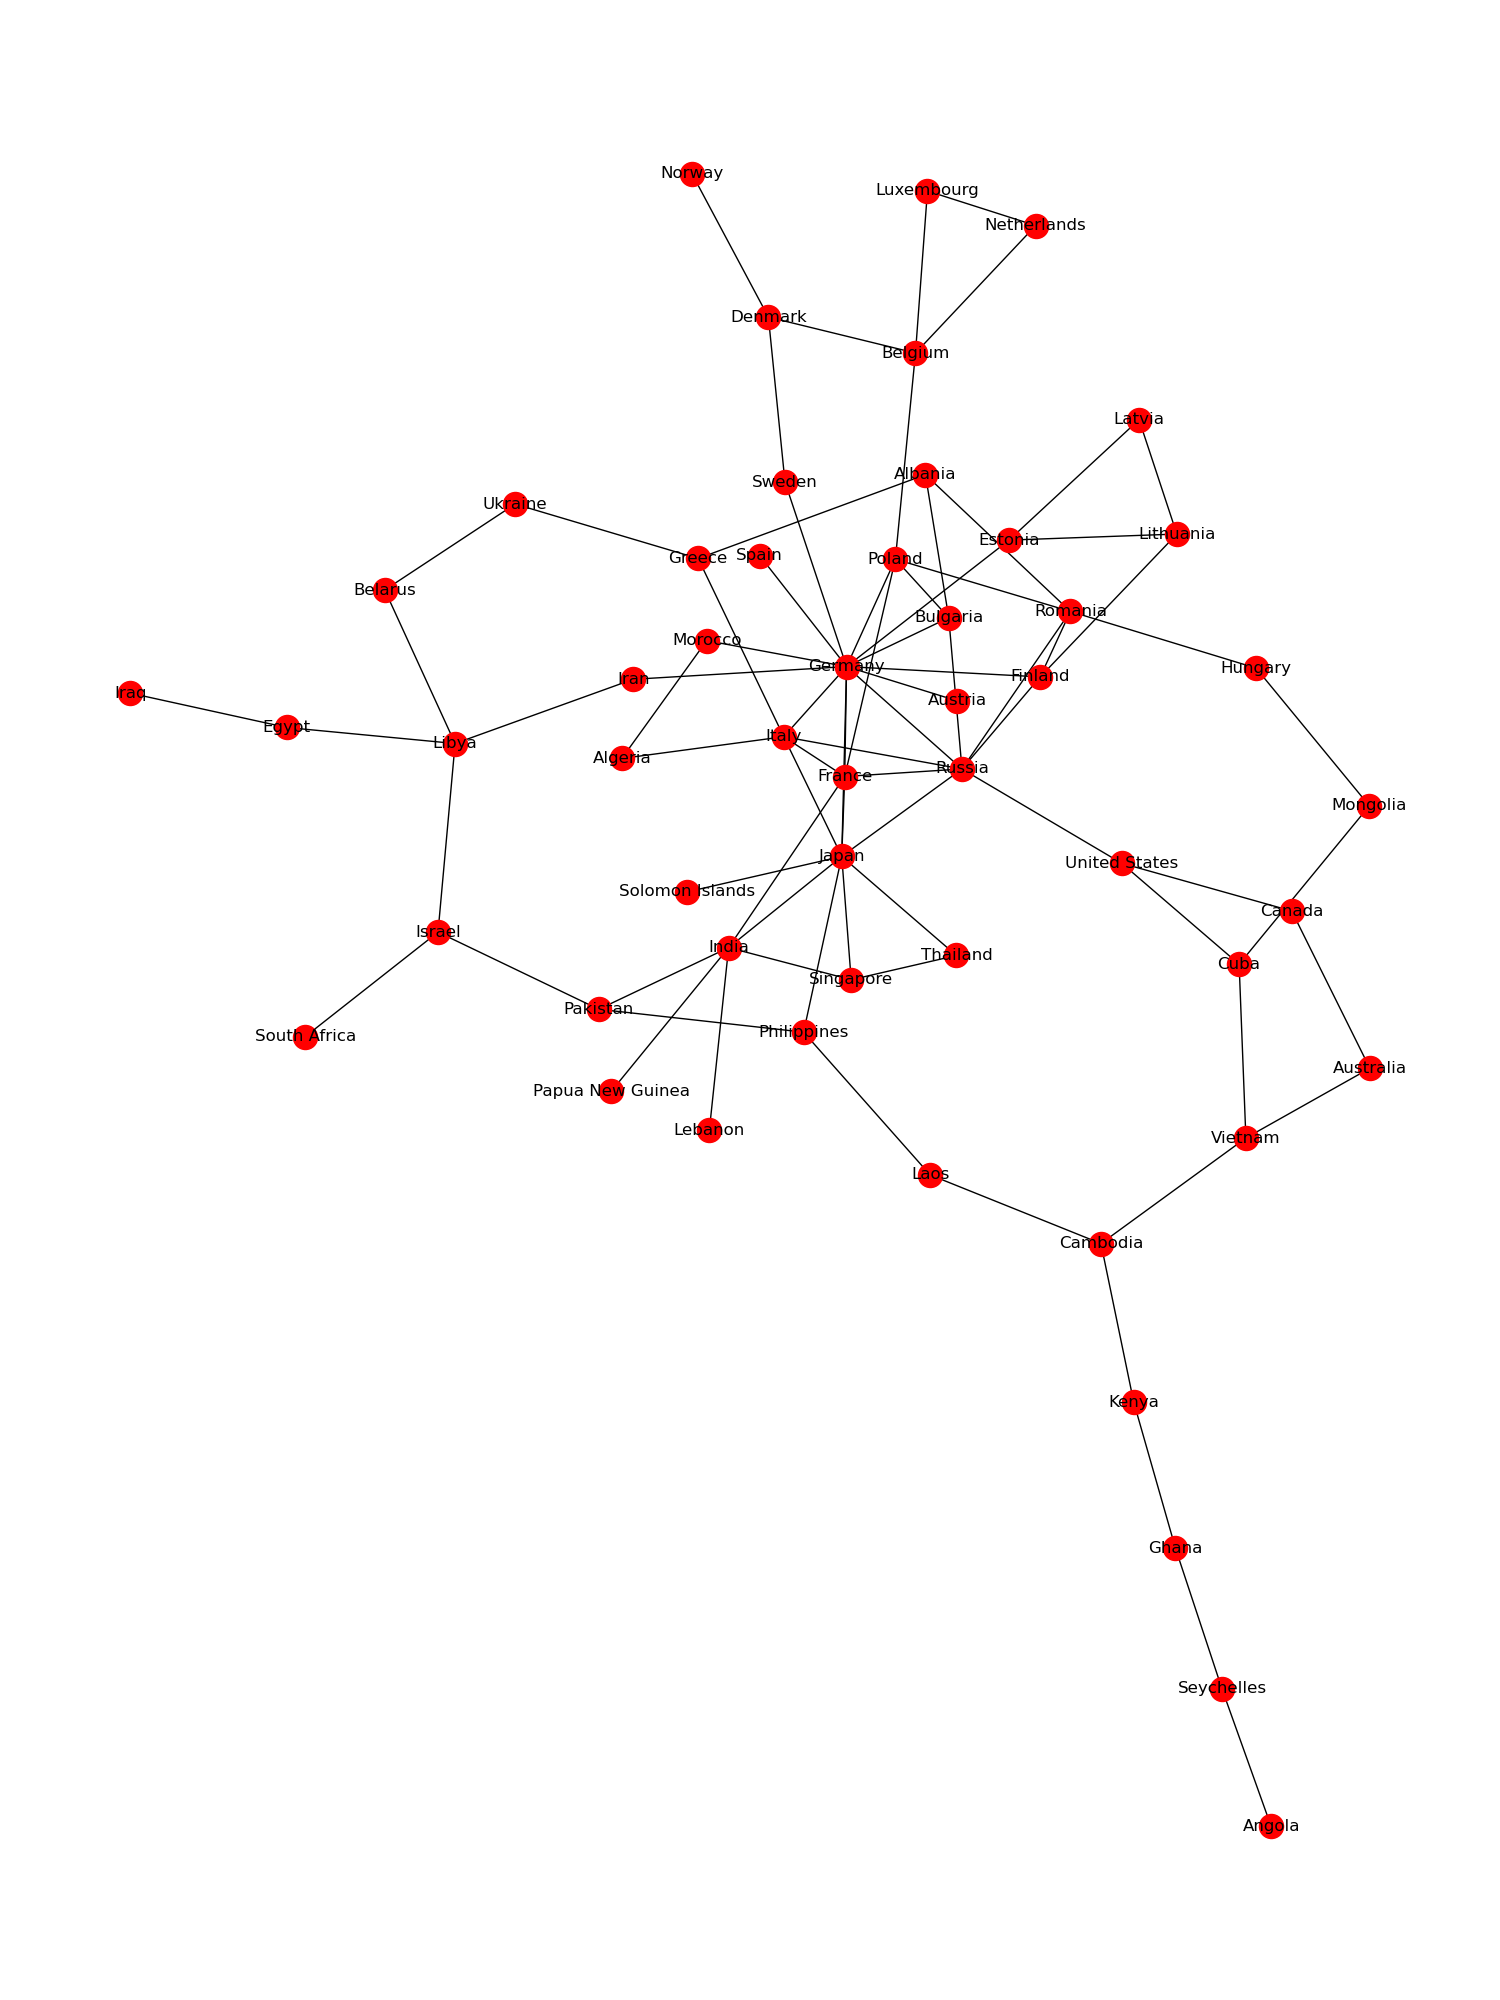 Norway
Luxembourg
Netherlands
Denmark
Belgium
Latvia
Albania
Sweden
Ukraine
Lithuania
Estonia
Greece
Spain
Poland
Belarus
Romania
Bulgaria
Morocco
Germany
Hungary
Finland
Iran
Iraq
Austria
Egypt
Italy
Libya
Algeria
Russia
France
Mongolia
Japan
United States
Solomon Islands
Canada
Israel
India
Thailand
Cuba
Singapore
Pakistan
Philippines
South Africa
Australia
Papua New Guinea
Lebanon
Vietnam
Laos
Cambodia
Kenya
Ghana
Seychelles
Angola